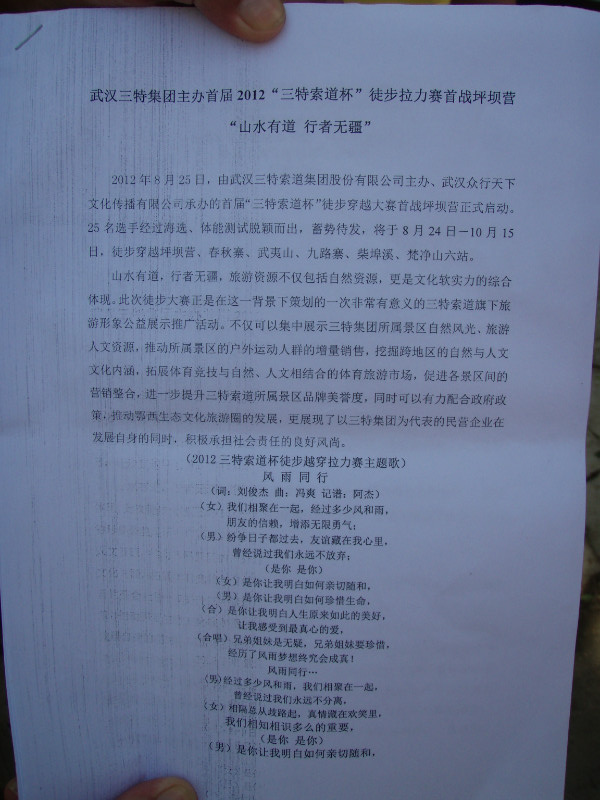 武汉三特集团主办首届 2012 “三特索道杯” 徒步拉力赛首战坪坝营
“山水有道 行者无疆”
2012 年 8 月 25 日，由武汉三特索道集团股份有限公司主办、武汉众行天下
文化传播有限公司承办的首届“三特索道杯”徒步穿越大赛首战坪坝营正式启动。
25 名选手经过海选、体能测试脱颖而出，蓄势待发，将于 8 月 24 日－10 月 15
日，徒步穿越坪坝营、春秋寨、武夷山、九路寨、柴埠溪、梵净山六站。
山水有道，行者无疆，旅游资源不仅包括自然资源，更是文化软实力的综合
体现。此次徒步大赛正是在这一背景下策划的一次非常有意义的三特索道旗下旅
游形象公益展示推广活动。不仅可以集中展示三特集团所属景区自然风光、旅游
人文资源，推动所属景区的户外运动人群的增量销售，挖掘跨地区的自然与人文
文化内涵，拓展体育竞技与自然、人文相结合的体育旅游市场，促进各景区间的
营销整合，进一步提升三特索道所属景区品牌美誉度，同时可以有力配合政府政
策，推动鄂西生态文化旅游圈的发展，更展现了以三特集团为代表的民营企业在
发展自身的同时，积极承担社会责任的良好风尚。
（2012 三特索道杯徒步越穿拉力赛主题歌）
风 雨 同 行
（词：刘俊杰 曲：冯爽 记谱：阿杰）
（女）我们相聚在一起，经过多少风和雨，
朋友的信赖，增添无限勇气；
（男）纷争日子都过去，友谊藏在我心里，
曾经说过我们永远不放弃；
（是你 是你）
（女）是你让我明白如何亲切随和，
（男）是你让我明白如何珍惜生命，
（合）是你让我明白人生原来如此的美好，
让我感受到最真心的爱，
（合唱）兄弟姐妹是无疑，兄弟姐妹要珍惜，
经历了风雨梦想终究会成真！
风雨同行…
（男）经过多少风和雨，我们相聚在一起，
曾经说过我们永远不分离，
（女）相隔总从歧路起，真情藏在欢笑里，
我们相知相识多么的重要，
（是你 是你）
（男）是你让我明白如何亲切随和，